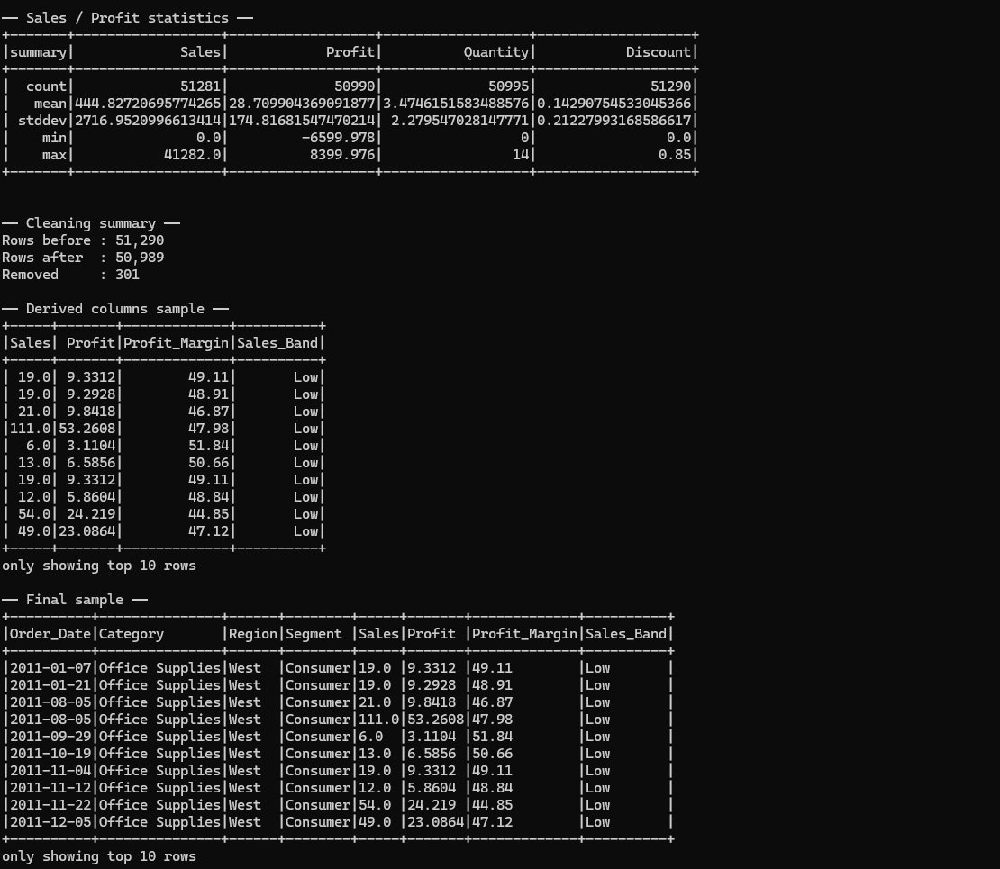 ── Sales / Profit statistics ──
+-------+------------------+------------------+------------------+-------------------+
|summary|             Sales|            Profit|          Quantity|           Discount|
+-------+------------------+------------------+------------------+-------------------+
|  count|             51281|             50990|             50995|              51290|
|   mean|444.82720695774265|28.709904369091877|3.4746151583488576|0.14290754533045366|
| stddev|2716.9520996613414|174.81681547470214| 2.279547028147771|0.21227993168586617|
|    min|               0.0|         -6599.978|                 0|                0.0|
|    max|           41282.0|          8399.976|                14|               0.85|
+-------+------------------+------------------+------------------+-------------------+
── Cleaning summary ──
Rows before : 51,290
Rows after  : 50,989
Removed     : 301
── Derived columns sample ──
+-----+-------+-------------+----------+
|Sales| Profit|Profit_Margin|Sales_Band|
+-----+-------+-------------+----------+
| 19.0| 9.3312|        49.11|       Low|
| 19.0| 9.2928|        48.91|       Low|
| 21.0| 9.8418|        46.87|       Low|
|111.0|53.2608|        47.98|       Low|
|  6.0| 3.1104|        51.84|       Low|
| 13.0| 6.5856|        50.66|       Low|
| 19.0| 9.3312|        49.11|       Low|
| 12.0| 5.8604|        48.84|       Low|
| 54.0| 24.219|        44.85|       Low|
| 49.0|23.0864|        47.12|       Low|
+-----+-------+-------------+----------+
only showing top 10 rows
── Final sample ──
+----------+---------------+------+--------+-----+-------+-------------+----------+
|Order_Date|Category       |Region|Segment |Sales|Profit |Profit_Margin|Sales_Band|
+----------+---------------+------+--------+-----+-------+-------------+----------+
|2011-01-07|Office Supplies|West  |Consumer|19.0 |9.3312 |49.11        |Low       |
|2011-01-21|Office Supplies|West  |Consumer|19.0 |9.2928 |48.91        |Low       |
|2011-08-05|Office Supplies|West  |Consumer|21.0 |9.8418 |46.87        |Low       |
|2011-08-05|Office Supplies|West  |Consumer|111.0|53.2608|47.98        |Low       |
|2011-09-29|Office Supplies|West  |Consumer|6.0  |3.1104 |51.84        |Low       |
|2011-10-19|Office Supplies|West  |Consumer|13.0 |6.5856 |50.66        |Low       |
|2011-11-04|Office Supplies|West  |Consumer|19.0 |9.3312 |49.11        |Low       |
|2011-11-12|Office Supplies|West  |Consumer|12.0 |5.8604 |48.84        |Low       |
|2011-11-22|Office Supplies|West  |Consumer|54.0 |24.219 |44.85        |Low       |
|2011-12-05|Office Supplies|West  |Consumer|49.0 |23.0864|47.12        |Low       |
+----------+---------------+------+--------+-----+-------+-------------+----------+
only showing top 10 rows